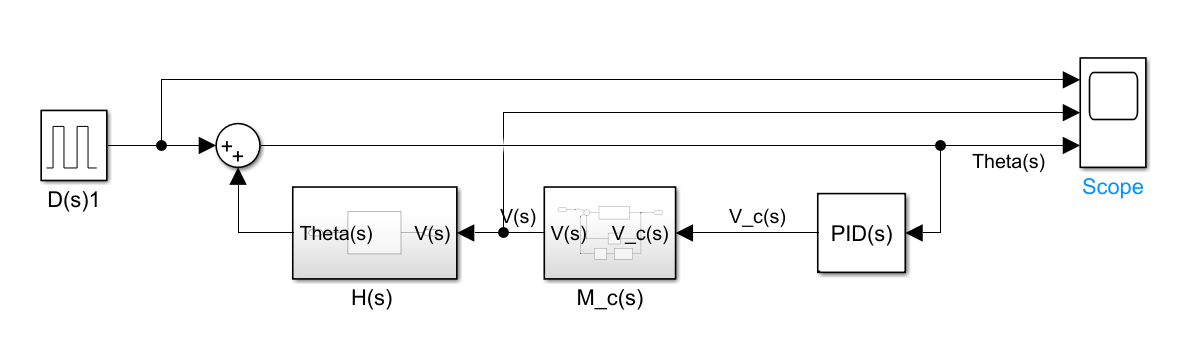 Theta(s)
Scope
D(s)1
V(s)
V_c(s)
Theta(s)
V(s)
V(s)
V_c(s)
PID(s)
H(s)
M_c(s)